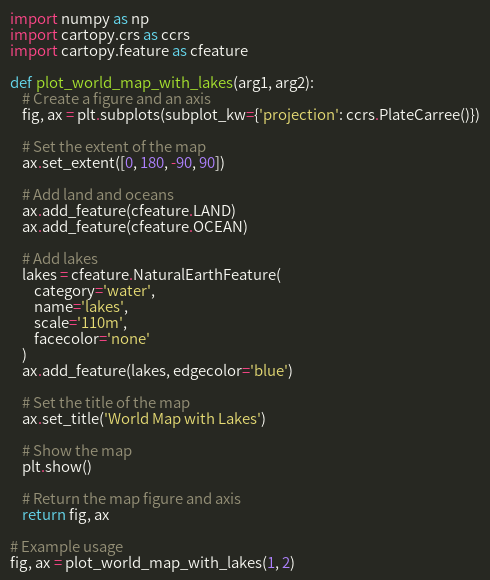 import numpy as np
import cartopy.crs as ccrs
import cartopy.feature as cfeature

def plot_world_map_with_lakes(arg1, arg2):
    # Create a figure and an axis
    fig, ax = plt.subplots(subplot_kw={'projection': ccrs.PlateCarree()})

    # Set the extent of the map
    ax.set_extent([0, 180, -90, 90])

    # Add land and oceans
    ax.add_feature(cfeature.LAND)
    ax.add_feature(cfeature.OCEAN)

    # Add lakes
    lakes = cfeature.NaturalEarthFeature(
        category='water',
        name='lakes',
        scale='110m',
        facecolor='none'
    )
    ax.add_feature(lakes, edgecolor='blue')

    # Set the title of the map
    ax.set_title('World Map with Lakes')

    # Show the map
    plt.show()

    # Return the map figure and axis
    return fig, ax

# Example usage
fig, ax = plot_world_map_with_lakes(1, 2)